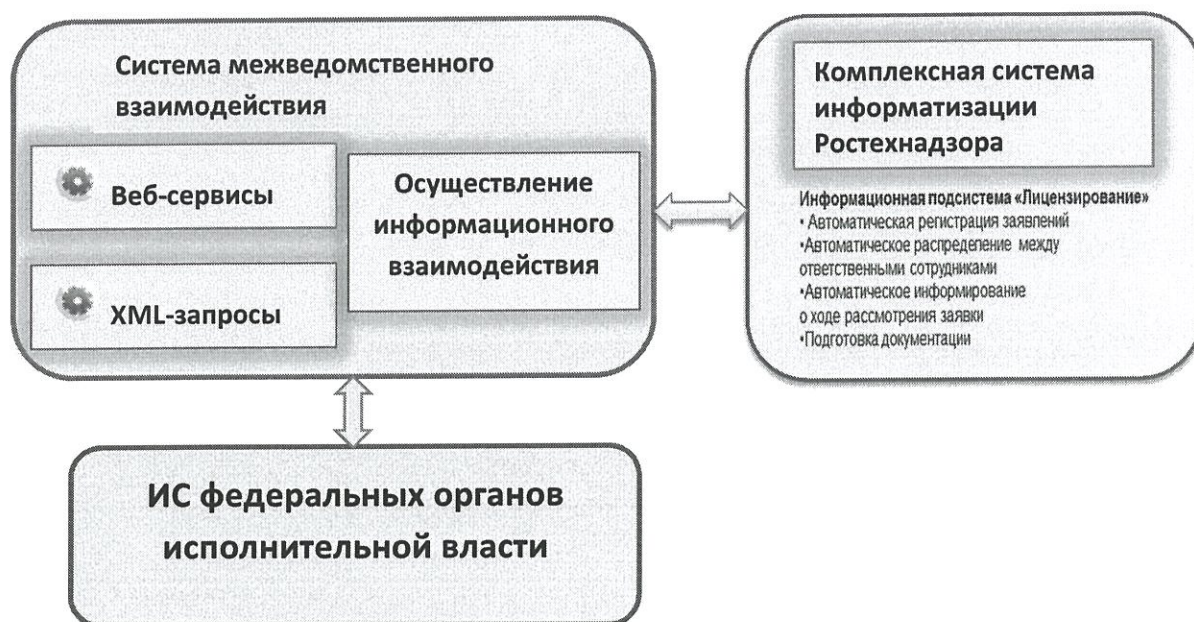 Система межведомственного
взаимодействия
Веб-сервисы
XML-запросы
Осуществление
информационного
взаимодействия
Комплексная система
информатизации
Ростехнадзора
Информационная подсистема «Лицензирование»
• Автоматическая регистрация заявлений
•Автоматическое распределение между
ответственными сотрудниками
•Автоматическое информирование
о ходе рассмотрения заявки
•Подготовка документации
ИС федеральных органов
исполнительной власти